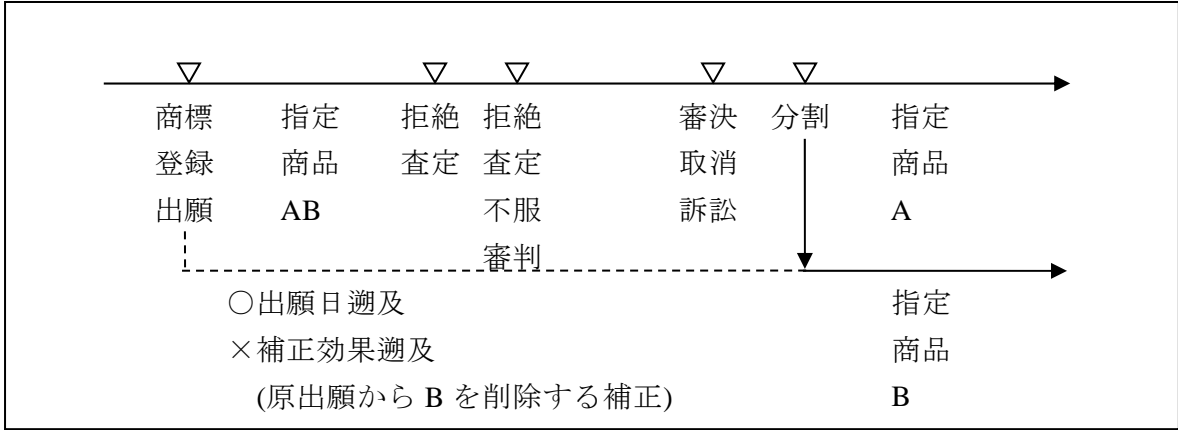 ▽ ▽ ▽ ▽ ▽
商標 指定 拒絶 拒絶 審決 分割 指定
登録 商品 査定 査定 取消 商品
出願 AB 不服 訴訟 A
審判
○出願日遡及 指定
×補正効果遡及 商品
(原出願から B を削除する補正) B